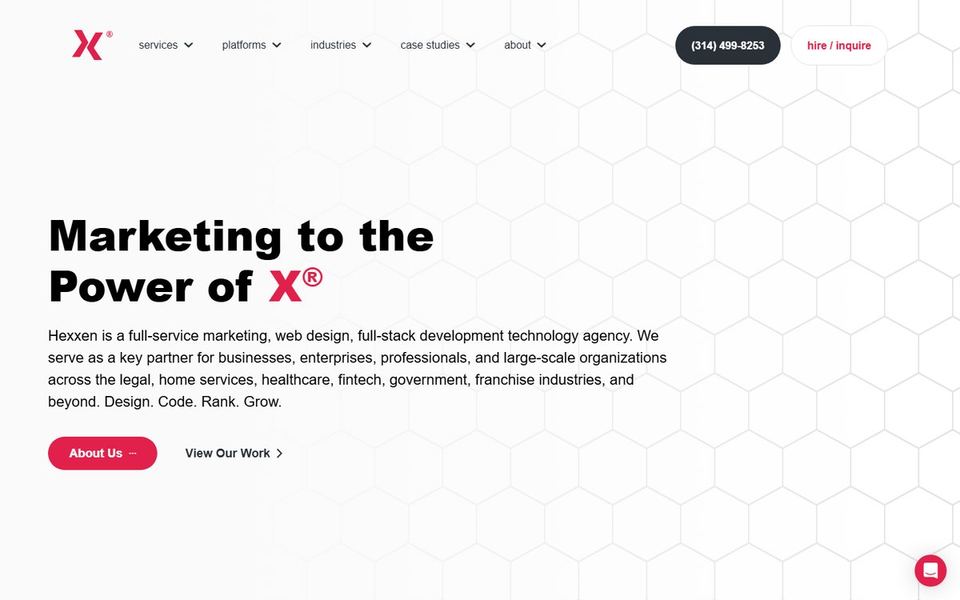 X®
services
platforms
industries
case studies
about
(314) 499-8253
hire / inquire
Marketing to the
Power of X®
Hexxen is a full-service marketing, web design, full-stack development technology agency. We
serve as a key partner for businesses, enterprises, professionals, and large-scale organizations
across the legal, home services, healthcare, fintech, government, franchise industries, and
beyond. Design. Code. Rank. Grow.
About Us ···
View Our Work